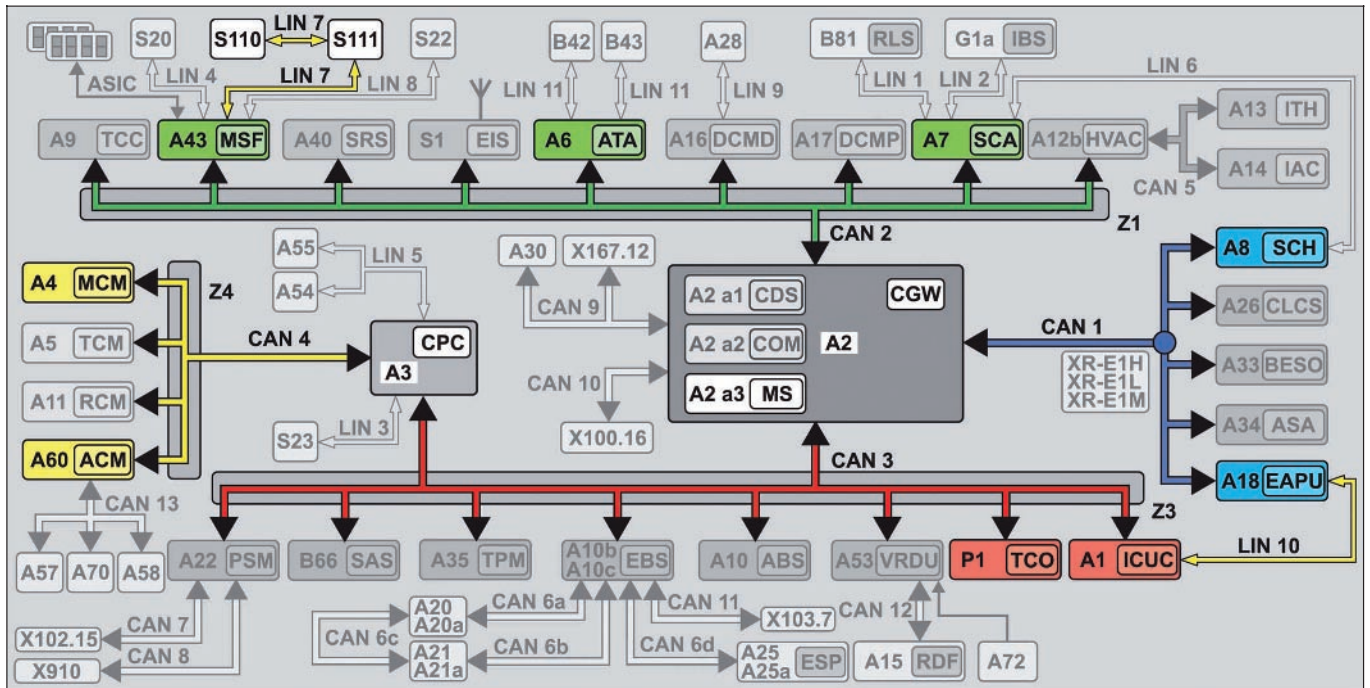 LIN 7
S20
S110
S111
S22
B42
B43
A28
B81 RLS
G1a IBS
LIN 6
ASIC
LIN 4
LIN 7
LIN 8
LIN 11
LIN 11
LIN 9
LIN 1
LIN 2
A13 ITH
A9 TCC
A43 MSF
A40 SRS
S1 EIS
A6 ATA
A16 DCMD
A17 DCMP
A7 SCA
A12b HVAC
A14 IAC
CAN 5
Z1
CAN 2
A55
LIN 5
A54
A30
X167.12
A8 SCH
A4 MCM
Z4
CAN 9
A2 a1 CDS
CGW
A26 CLCS
A5 TCM
CAN 4
CPC
A3
A2 a2 COM
A2
CAN 1
A33 BESO
XR-E1H
XR-E1L
XR-E1M
CAN 10
A2 a3 MS
A11 RCM
LIN 3
S23
X100.16
A34 ASA
A60 ACM
CAN 3
A18 EAPU
CAN 13
Z3
LIN 10
A57
A70
A58
A22 PSM
B66 SAS
A35 TPM
A10b
A10c
EBS
A10 ABS
A53 VRDU
P1 TCO
A1 ICUC
CAN 7
X102.15
CAN 8
X910
CAN 6c
A20
A20a
CAN 6a
A21
A21a
CAN 6b
CAN 11
X103.7
CAN 6d
A25
A25a
ESP
CAN 12
A15 RDF
A72